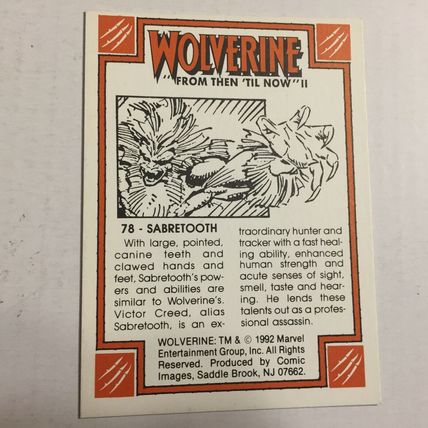 WOLVERINE
"FROM THEN 'TIL NOW" II
78 - SABRETOOTH
With large, pointed,
canine teeth and
clawed hands and
feet, Sabretooth's pow-
ers and abilities are
similar to Wolverine's.
Victor Creed, alias
Sabretooth, is an ex-
traordinary hunter and
tracker with a fast heal-
ing ability, enhanced
human strength and
acute senses of sight,
smell, taste and hear-
ing. He lends these
talents out as a profes-
sional assassin.
WOLVERINE: TM & © 1992 Marvel
Entertainment Group, Inc. All Rights
Reserved. Produced by Comic
Images, Saddle Brook, NJ 07662.